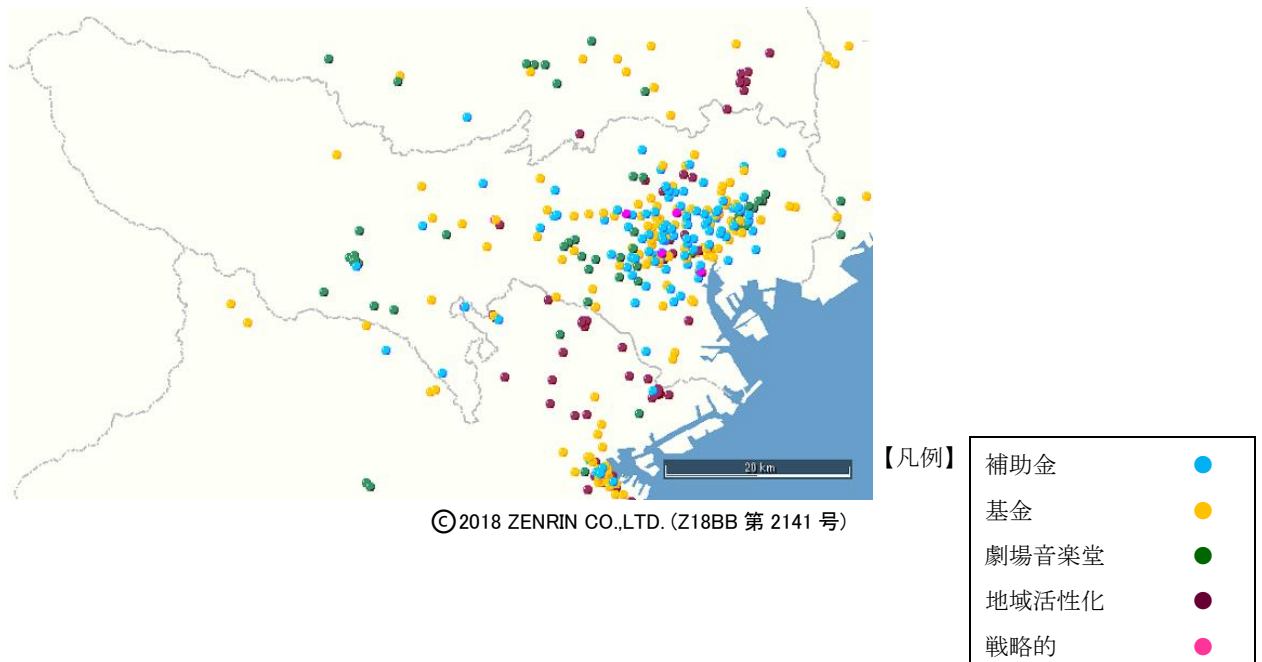 20 km
©2018 ZENRIN CO.,LTD. (Z18BB 第 2141 号)
【凡例】
補助金
基金
劇場音楽堂
地域活性化
戦略的